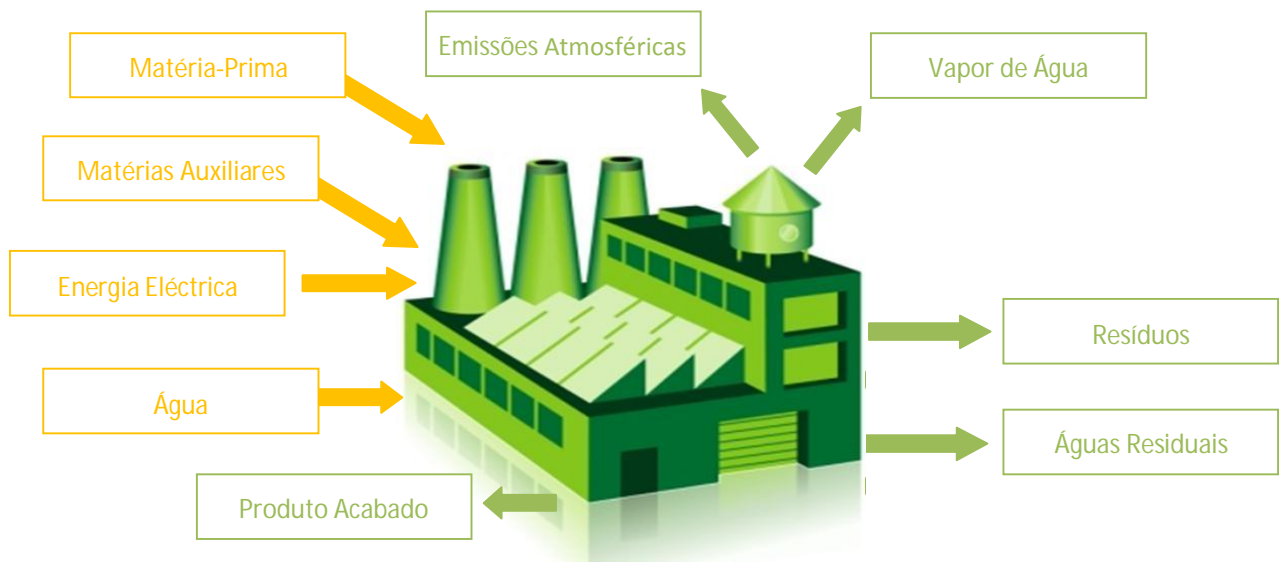 Emissões Atmosféricas
Matéria-Prima
Vapor de Água
Matérias Auxiliares
Energia Eléctrica
Resíduos
Água
Águas Residuais
Produto Acabado